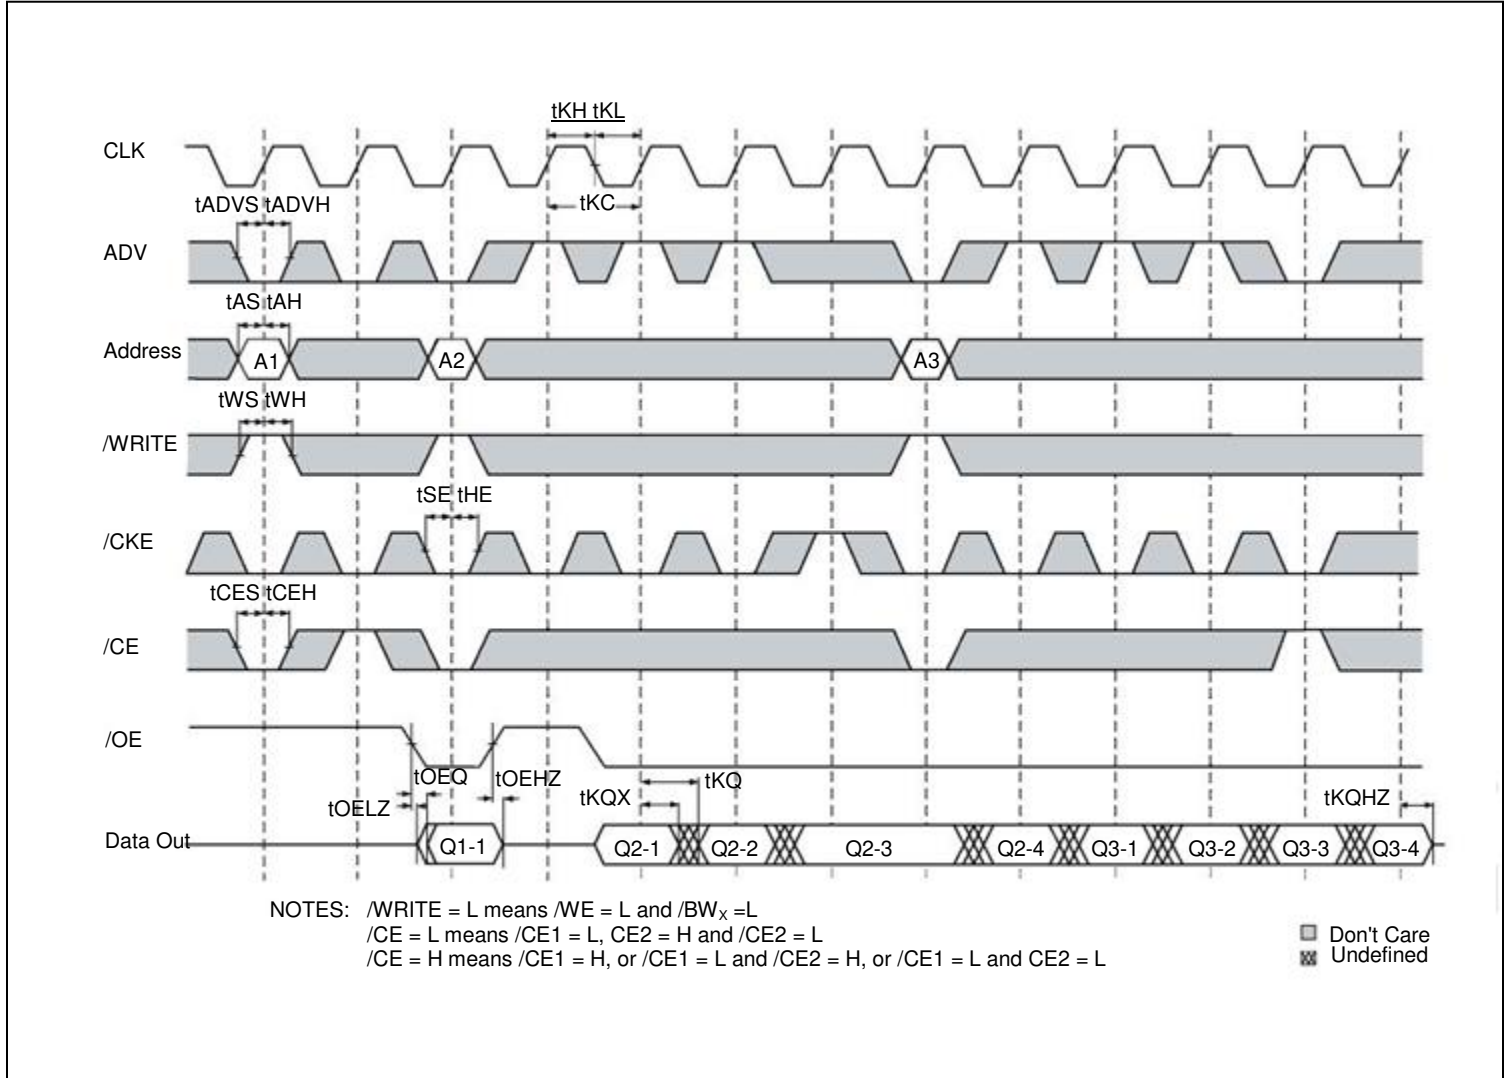 tKH tKL
CLK
tADVS tADVH
tKC
ADV
tAS tAH
Address A1 A2 A3
tWS tWH
/WRITE
tSE tHE
/CKE
tCES tCEH
/CE
/OE
tOEQ tOEHZ tKQ
tOELZ tKQX tKQHZ
Data Out Q1-1 Q2-1 Q2-2 Q2-3 Q2-4 Q3-1 Q3-2 Q3-3 Q3-4
NOTES: /WRITE = L means /WE = L and /BWX =L
/CE = L means /CE1 = L, CE2 = H and /CE2 = L
/CE = H means /CE1 = H, or /CE1 = L and /CE2 = H, or /CE1 = L and CE2 = L
Don't Care
Undefined